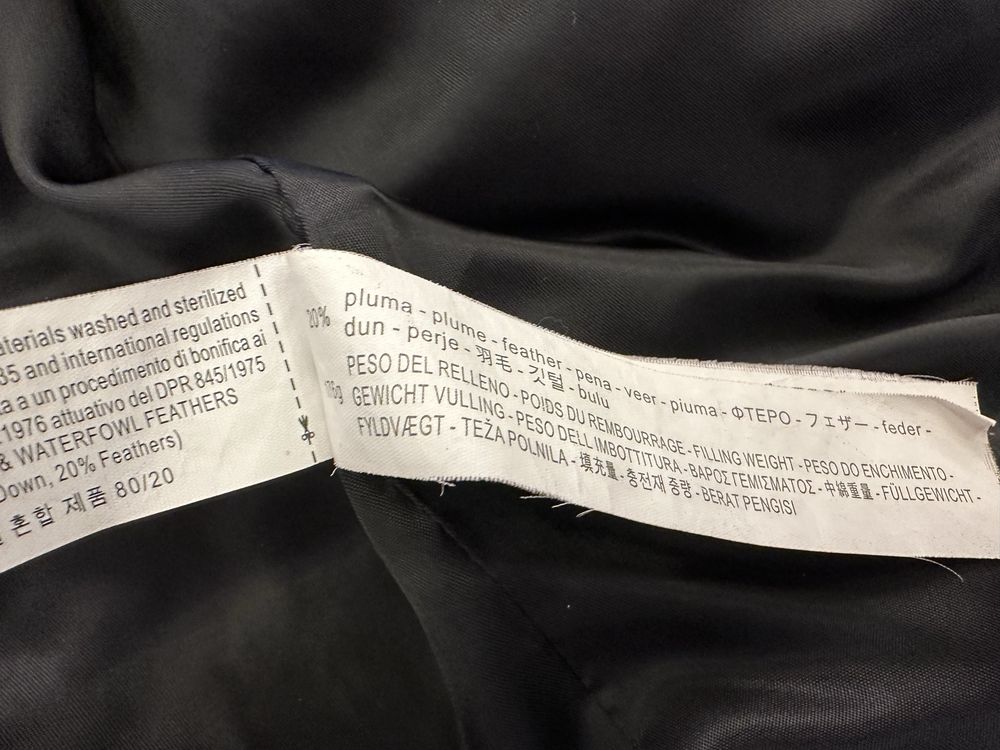 aterials washed and sterilized
35 and international regulations
ta a un procedimento di bonifica ai
1976 attuativo del DPR 845/1975
& WATERFOWL FEATHERS
Down, 20% Feathers)
혼합 제품 80/20
20% pluma - plume - feather - pena - veer - piuma - ΦΤΕΡΟ - フェザー - feder -
dun - perje - 羽毛 - 깃털 - bulu
PESO DEL RELLENO - POIDS DU REMBOURRAGE - FILLING WEIGHT - PESO DO ENCHIMENTO -
GEWICHT VULLING - PESO DELL IMBOTTITURA - ΒΑΡΟΣ ΓΕΜΙΣΜΑΤΟΣ - 中綿重量 - FÜLLGEWICHT -
FYLDVÆGT - TEŽA POLNILA - 填充量 - 충전재 중량 - BERAT PENGISI